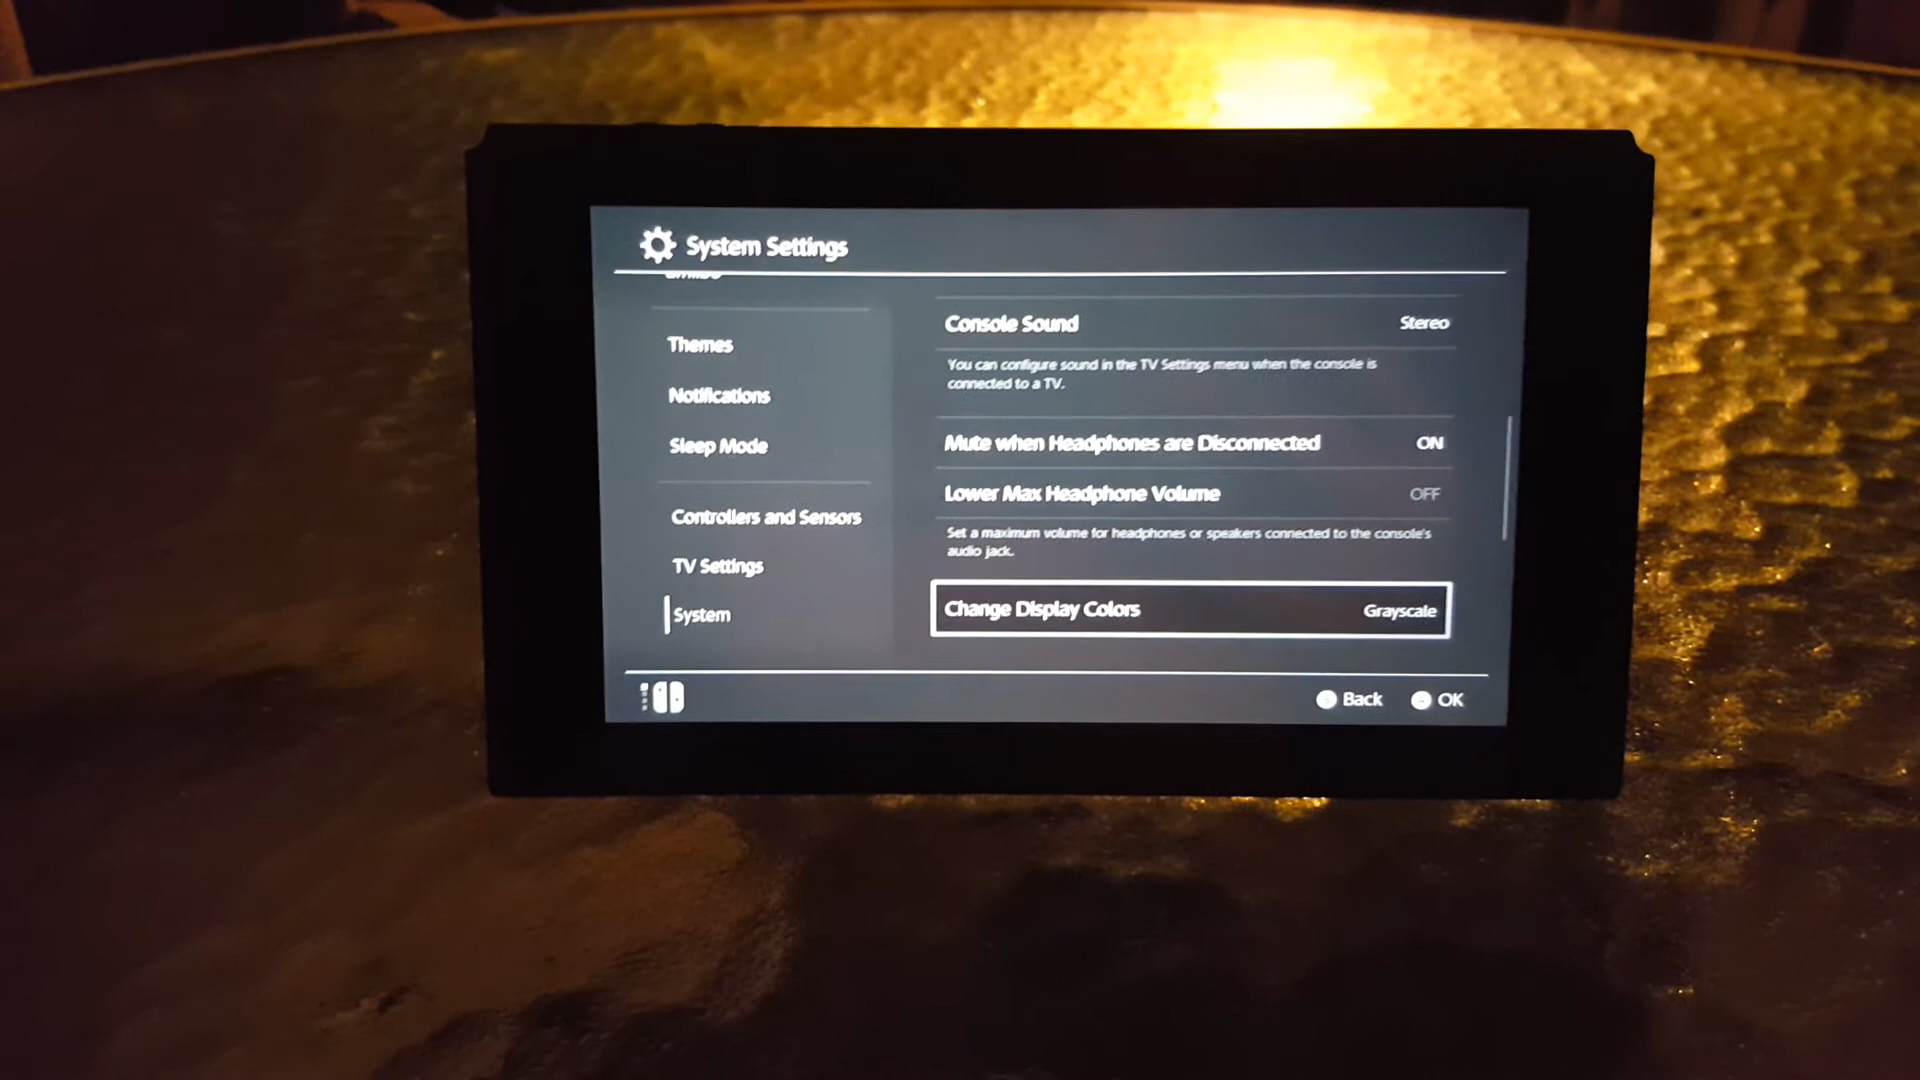 System Settings
Themes
Notifications
Sleep Mode
Controllers and Sensors
TV Settings
System
Console Sound
Stereo
You can configure sound in the TV Settings menu when the console is
connected to a TV.
Mute when Headphones are Disconnected
ON
Lower Max Headphone Volume
OFF
Set a maximum volume for headphones or speakers connected to the console's
audio jack.
Change Display Colors
Grayscale
Back
OK